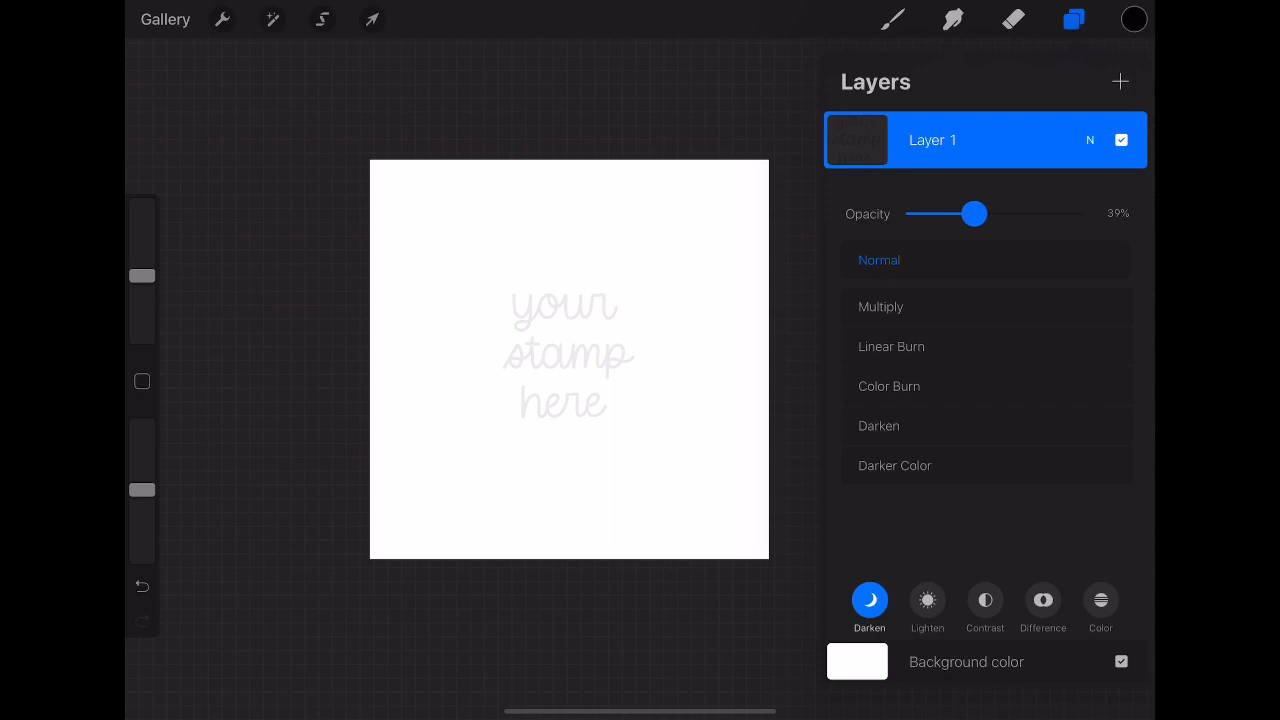 Gallery
Layers
Layer 1 N
Opacity 39%
Normal
Multiply
Linear Burn
Color Burn
Darken
Darker Color
Darken Lighten Contrast Difference Color
Background color
your
stamp
here